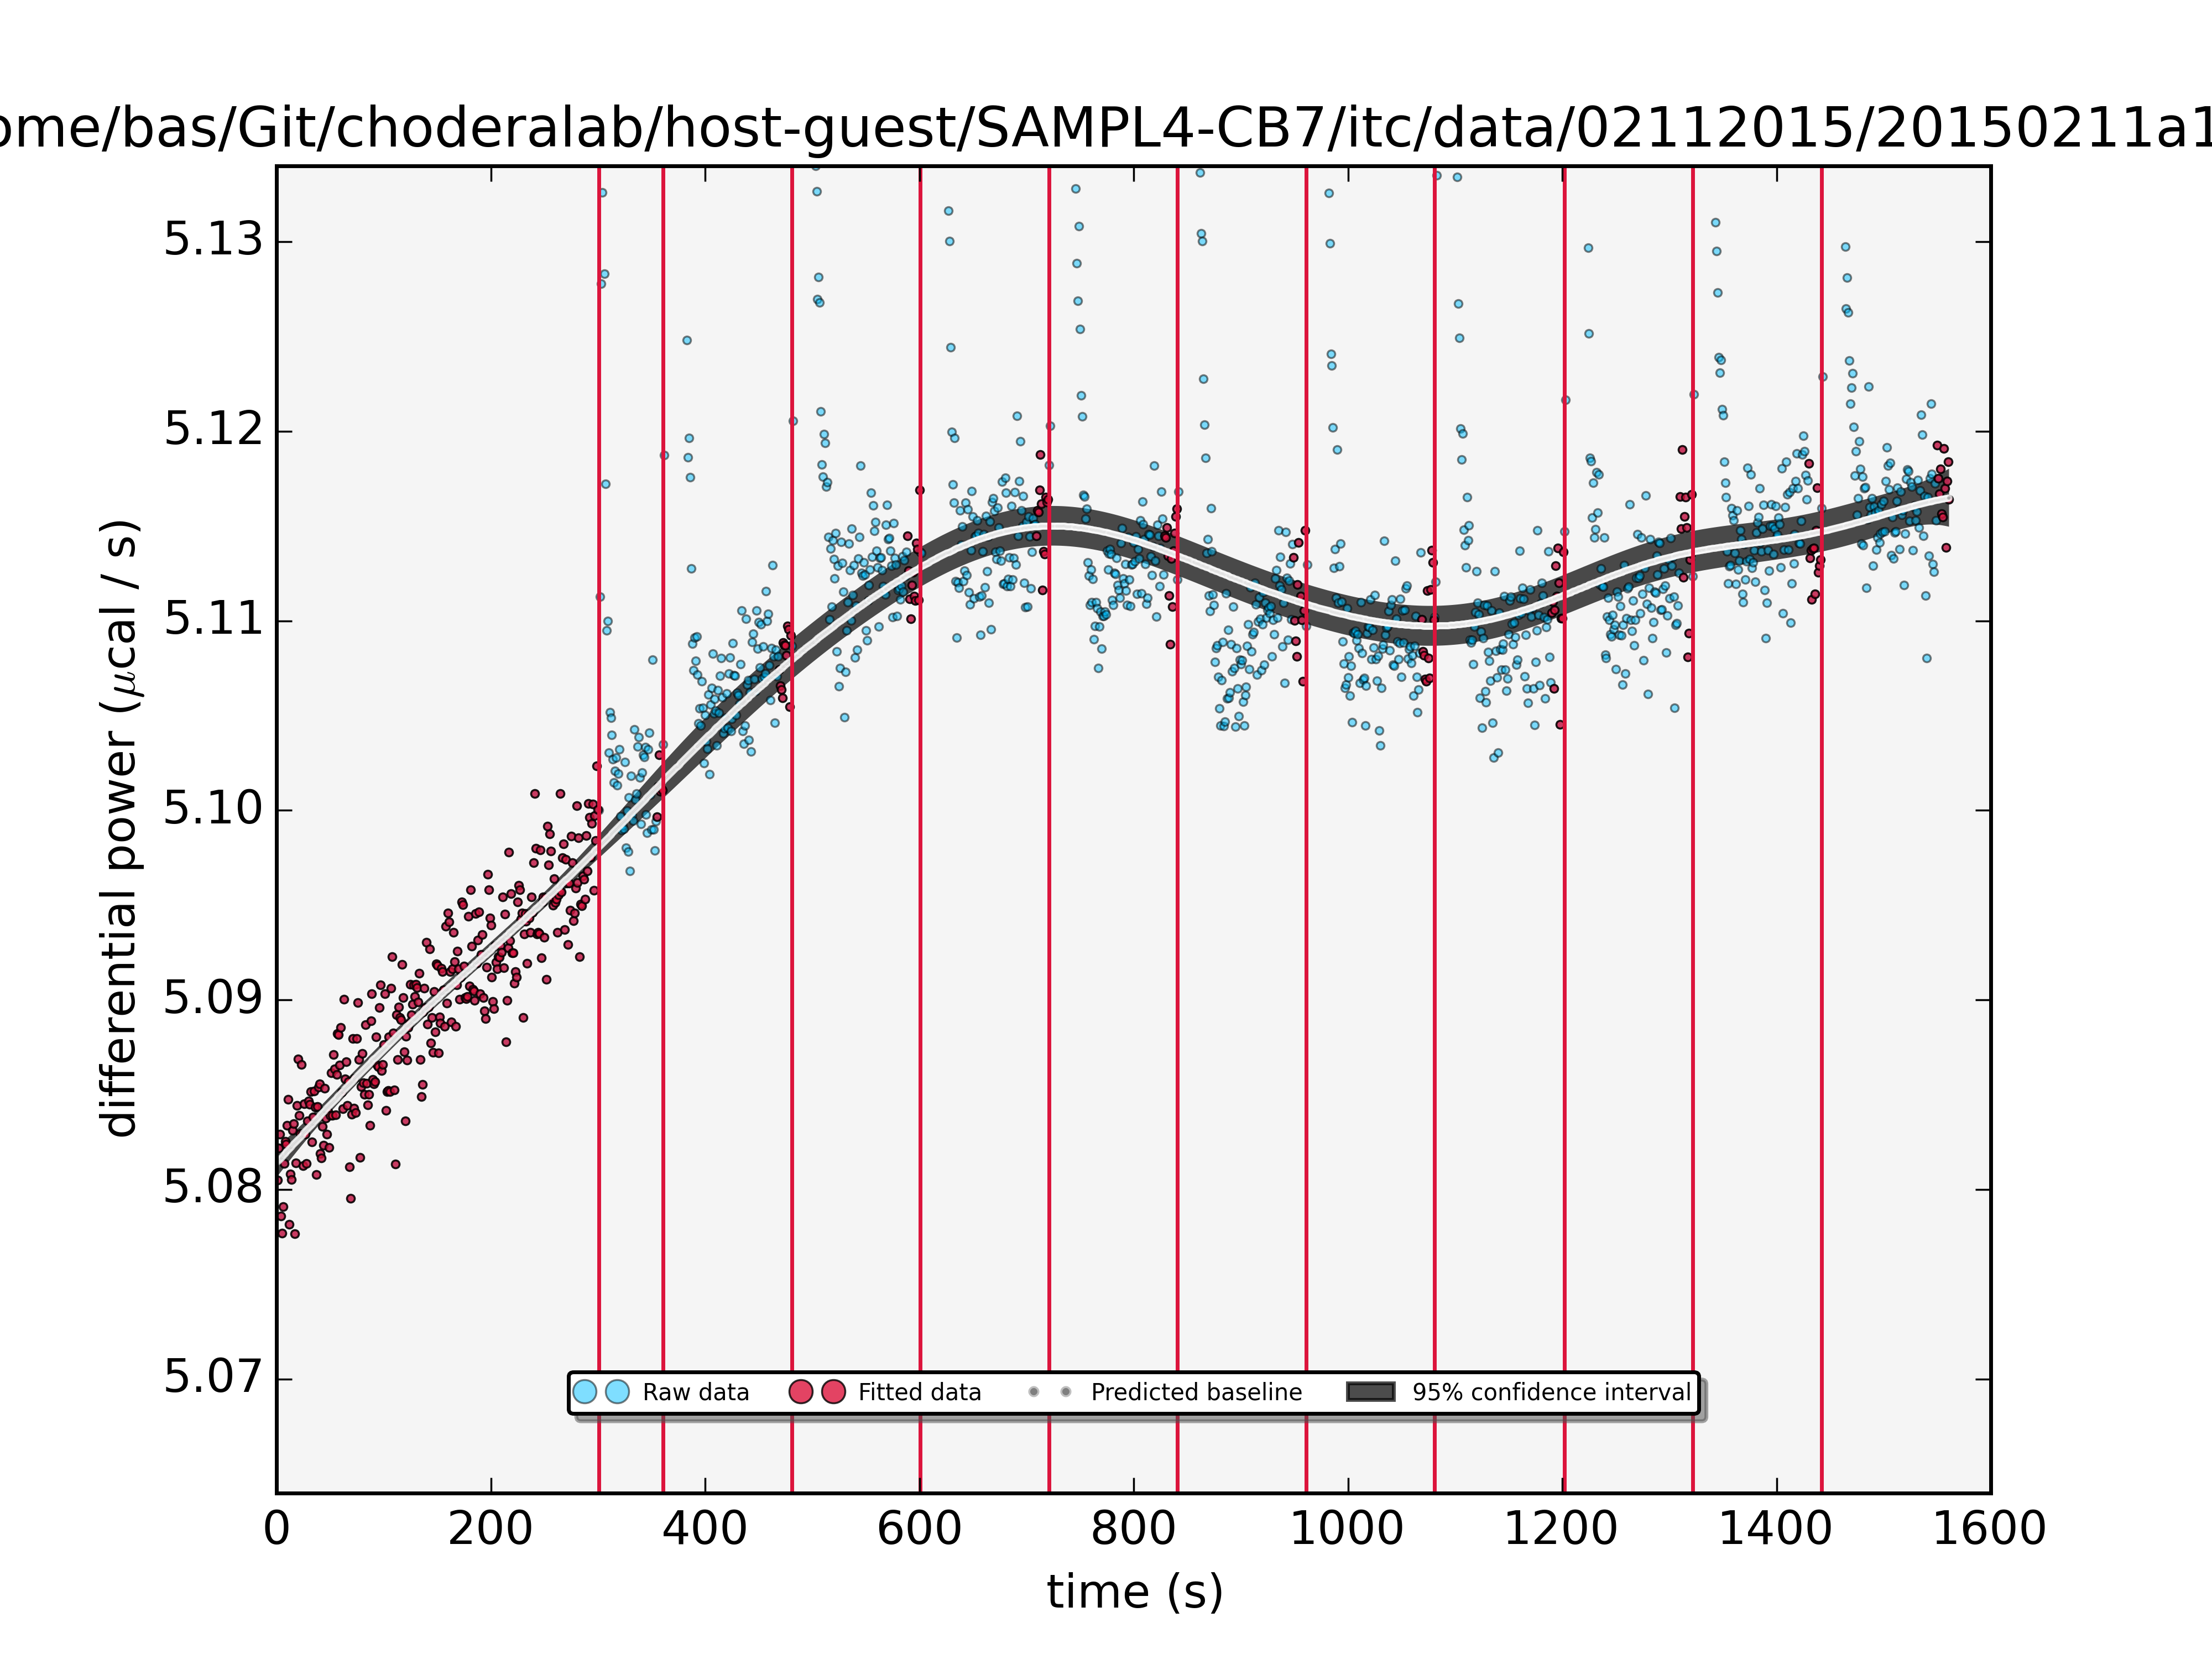 ome/bas/Git/choderalab/host-guest/SAMPL4-CB7/itc/data/02112015/20150211a1
5.13
5.12
5.11
5.10
5.09
5.08
5.07
differential power (μcal / s)
Raw data
Fitted data
Predicted baseline
95% confidence interval
0 200 400 600 800 1000 1200 1400 1600
time (s)